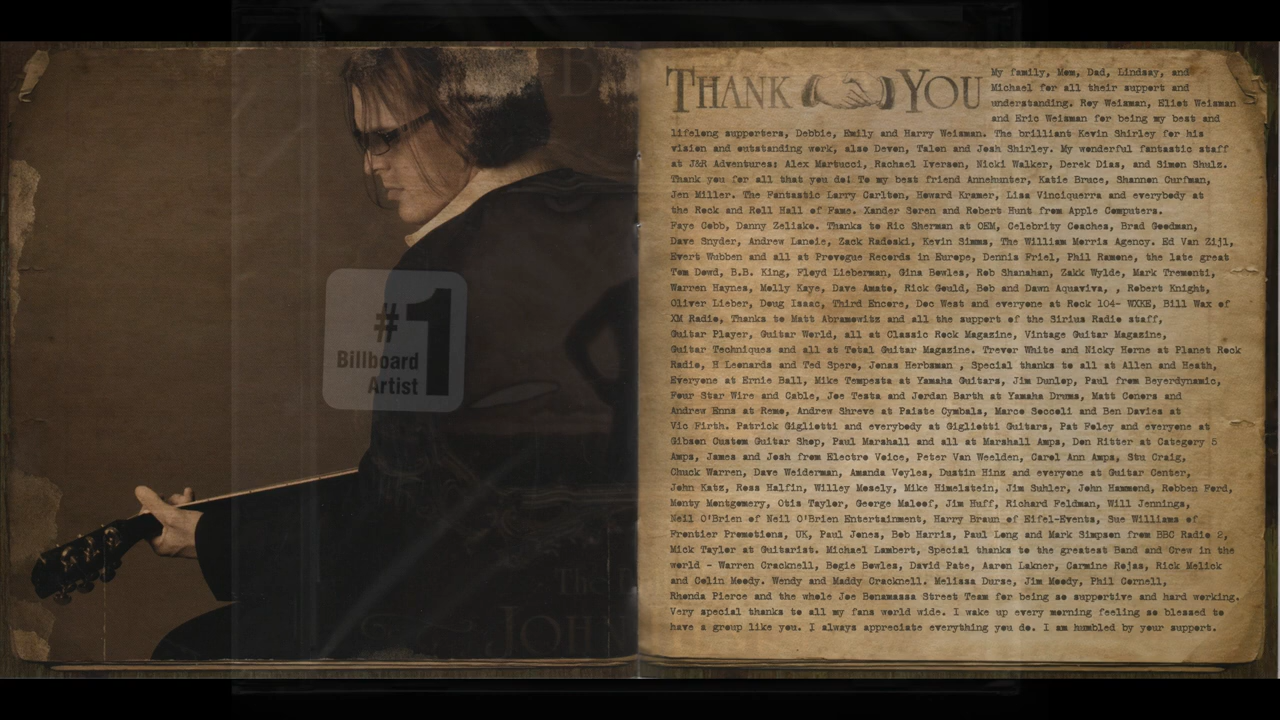 THANK YOU
My family, Mom, Dad, Lindsay, and
Michael for all their support and
understanding. Roy Weisman, Eliot Weisman
and Eric Weisman for being my best and
lifelong supporters, Debbie, Emily and Harry Weisman. The brilliant Kevin Shirley for his
vision and outstanding work, also Devon, Talon and Josh Shirley. My wonderful fantastic staff
at J&R Adventures: Alex Martucci, Rachael Iverson, Nicki Walker, Derek Dias, and Simon Shulz.
Thank you for all that you do! To my best friend Annehunter, Katie Bruce, Shannon Curfman,
Jen Miller. The Fantastic Larry Carlton, Howard Kramer, Lisa Vinciquerra and everybody at
the Rock and Roll Hall of Fame. Xander Soren and Robert Hunt from Apple Computers.
Faye Cobb, Danny Zelisko. Thanks to Ric Sherman at OEM, Celebrity Coaches, Brad Goodman,
Dave Snyder, Andrew Lanoie, Zack Radoski, Kevin Simms, The William Morris Agency. Ed Van Zijl,
Evert Wubben and all at Provogue Records in Europe, Dennis Friel, Phil Ramone, the late great
Tom Dowd, B.B. King, Floyd Lieberman, Gina Bowles, Rob Shanahan, Zakk Wylde, Mark Tremonti,
Warren Haynes, Molly Kaye, Dave Amato, Rick Gould, Bob and Dawn Aquaviva, , Robert Knight,
Oliver Lieber, Doug Isaac, Third Encore, Doc West and everyone at Rock 104- WXKE, Bill Wax of
XM Radio, Thanks to Matt Abramowitz and all the support of the Sirius Radio staff,
Guitar Player, Guitar World, all at Classic Rock Magazine, Vintage Guitar Magazine,
Guitar Techniques and all at Total Guitar Magazine. Trevor White and Nicky Horne at Planet Rock
Radio, H Leonards and Ted Spero, Jonas Herbsman , Special thanks to all at Allen and Heath,
Everyone at Ernie Ball, Mike Tempesta at Yamaha Guitars, Jim Dunlop, Paul from Beyerdynamic,
Four Star Wire and Cable, Joe Testa and Jordan Barth at Yamaha Drums, Matt Conors and
Andrew Enns at Remo, Andrew Shreve at Paiste Cymbals, Marco Soccoli and Ben Davies at
Vic Firth. Patrick Gigliotti and everybody at Gigliotti Guitars, Pat Foley and everyone at
Gibson Custom Guitar Shop, Paul Marshall and all at Marshall Amps, Don Ritter at Category 5
Amps, James and Josh from Electro Voice, Peter Van Weelden, Carol Ann Amps, Stu Craig,
Chuck Warren, Dave Weiderman, Amanda Voyles, Dustin Hinz and everyone at Guitar Center,
John Katz, Ross Halfin, Willey Mosely, Mike Himelstein, Jim Suhler, John Hammond, Robben Ford,
Monty Montgomery, Otis Taylor, George Maloof, Jim Huff, Richard Feldman, Will Jennings,
Neil O'Brien of Neil O'Brien Entertainment, Harry Braun of Eifel-Events, Sue Williams of
Frontier Promotions, UK, Paul Jones, Bob Harris, Paul Long and Mark Simpson from BBC Radio 2,
Mick Taylor at Guitarist. Michael Lambert, Special thanks to the greatest Band and Crew in the
world - Warren Cracknell, Bogie Bowles, David Pate, Aaron Lakner, Carmine Rojas, Rick Melick
and Colin Moody. Wendy and Maddy Cracknell. Melissa Durse, Jim Moody, Phil Cornell,
Rhonda Pierce and the whole Joe Bonamassa Street Team for being so supportive and hard working.
Very special thanks to all my fans world wide. I wake up every morning feeling so blessed to
have a group like you. I always appreciate everything you do. I am humbled by your support.
#1
Billboard
Artist
The
JOHN